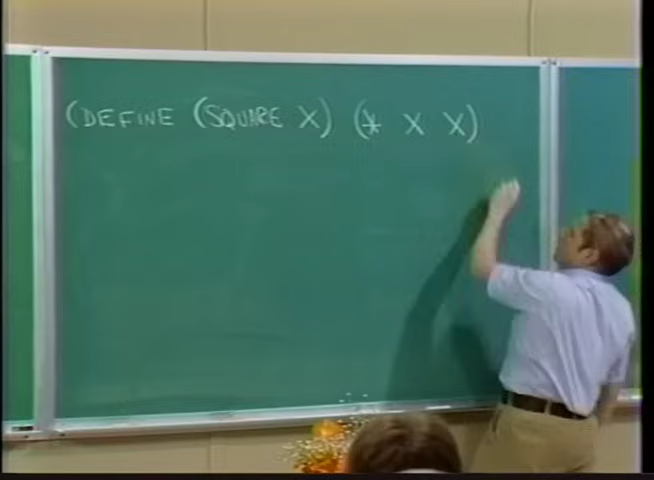 (DEFINE (SQUARE X) (* X X)